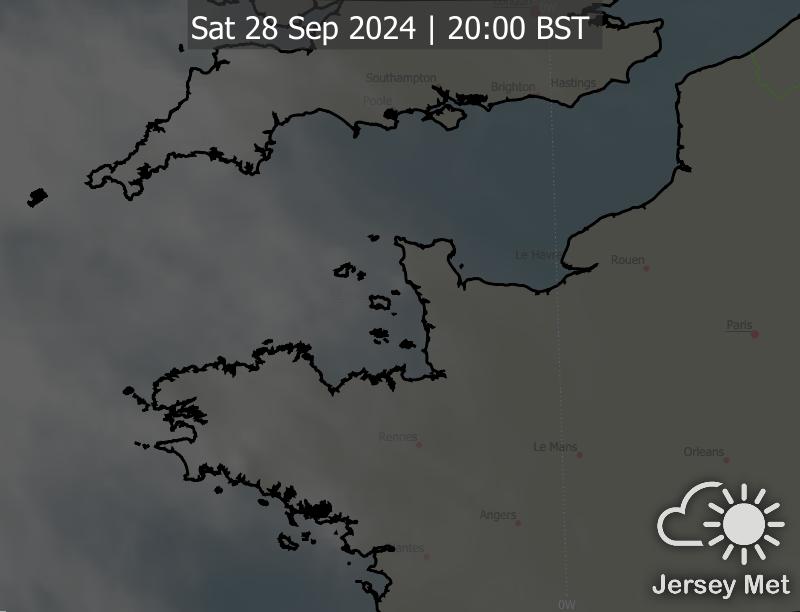 London
Sat 28 Sep 2024 | 20:00 BST
Southampton
Brighton
Hastings
Poole
Le Havre
Rouen
Paris
Rennes
Le Mans
Orleans
Angers
Nantes
0W
Jersey Met